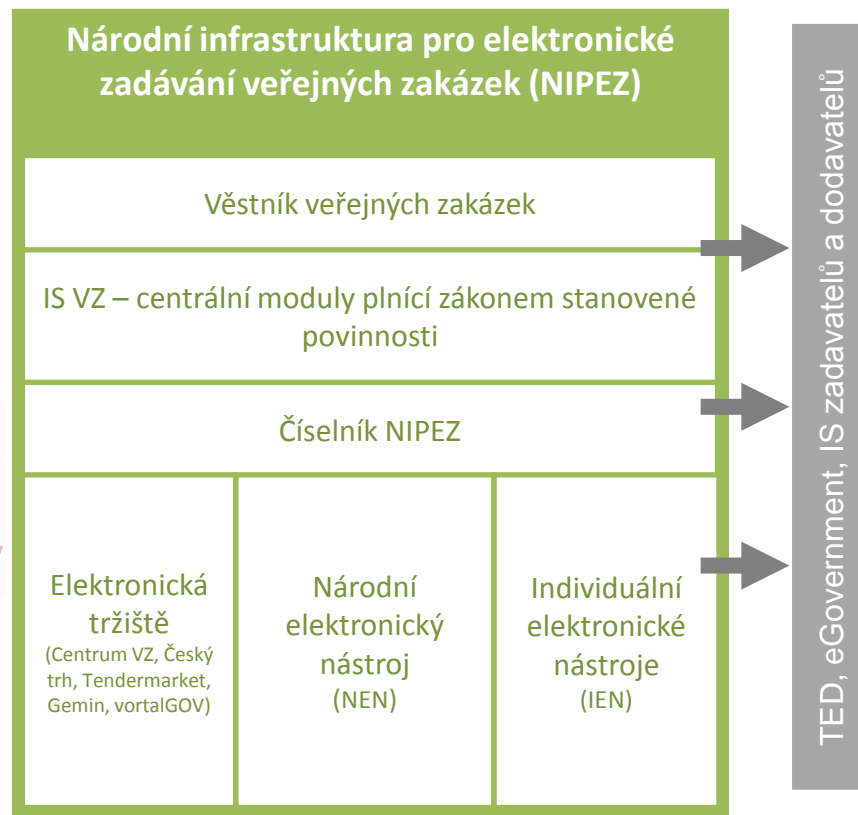 Národní infrastruktura pro elektronické
zadávání veřejných zakázek (NIPEZ)
Věstník veřejných zakázek
IS VZ – centrální moduly plnící zákonem stanovené
povinnosti
Číselník NIPEZ
Elektronická
tržiště
(Centrum VZ, Český
trh, Tendermarket,
Gemin, vortalGOV)
Národní
elektronický
nástroj
(NEN)
Individuální
elektronické
nástroje
(IEN)
TED, eGovernment, IS zadavatelů a dodavatelů